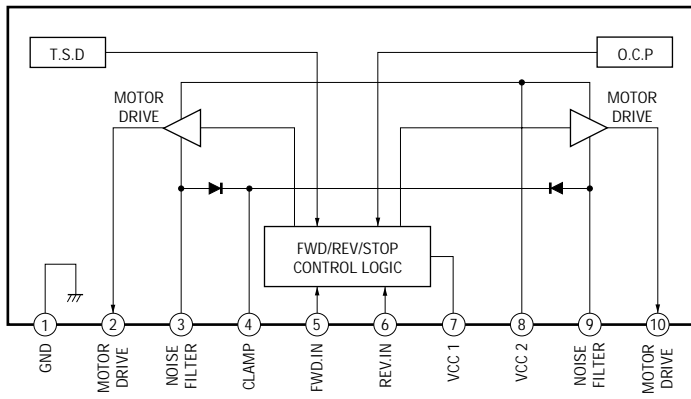 T.S.D
O.C.P
MOTOR
DRIVE
MOTOR
DRIVE
FWD/REV/STOP
CONTROL LOGIC
1
2
3
4
5
6
7
8
9
10
GND
MOTOR
DRIVE
NOISE
FILTER
CLAMP
FWD.IN
REV.IN
VCC 1
VCC 2
NOISE
FILTER
MOTOR
DRIVE